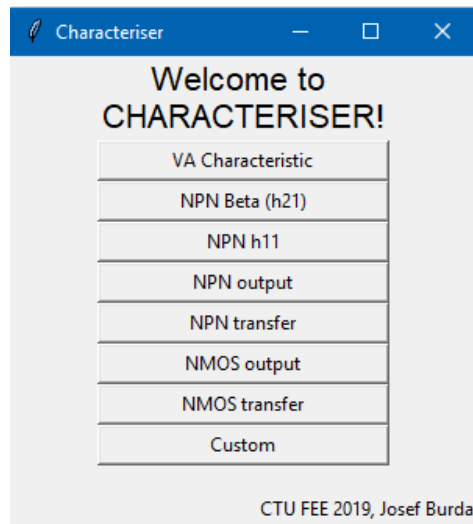 Characteriser
Welcome to
CHARACTERISER!
VA Characteristic
NPN Beta (h21)
NPN h11
NPN output
NPN transfer
NMOS output
NMOS transfer
Custom
CTU FEE 2019, Josef Burda